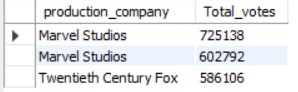 production_company Total_votes
Marvel Studios 725138
Marvel Studios 602792
Twentieth Century Fox 586106